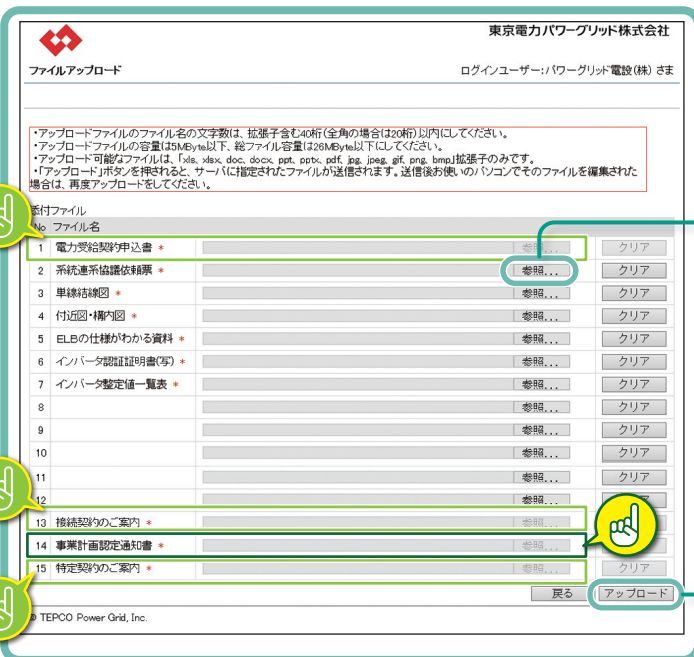 東京電力パワーグリッド株式会社
ファイルアップロード
ログインユーザー:パワーグリッド電設(株) さま
・アップロードファイルのファイル名の文字数は、拡張子含む40桁(全角の場合は20桁)以内にしてください。
・アップロードファイルの容量は5MByte以下、総ファイル容量は26MByte以下にしてください。
・アップロード可能なファイルは、「xls, xlsx, doc, docx, ppt, pptx, pdf, jpg, jpeg, gif, png, bmp」拡張子のみです。
・「アップロード」ボタンを押されると、サーバに指定されたファイルが送信されます。送信後お使いのパソコンでそのファイルを編集された
場合は、再度アップロードをしてください。
添付ファイル
No ファイル名
1 電力受給契約申込書 * 参照... クリア
2 系統連系協議依頼票 * 参照... クリア
3 単線結線図 * 参照... クリア
4 付近図・構内図 * 参照... クリア
5 ELBの仕様がわかる資料 * 参照... クリア
6 インバータ認証証明書(写) * 参照... クリア
7 インバータ整定値一覧表 * 参照... クリア
8 参照... クリア
9 参照... クリア
10 参照... クリア
11 参照... クリア
12 参照...
13 接続契約のご案内 * 参照...
14 事業計画認定通知書 * 参照...
15 特定契約のご案内 * 参照... クリア
戻る アップロード
© TEPCO Power Grid, Inc.